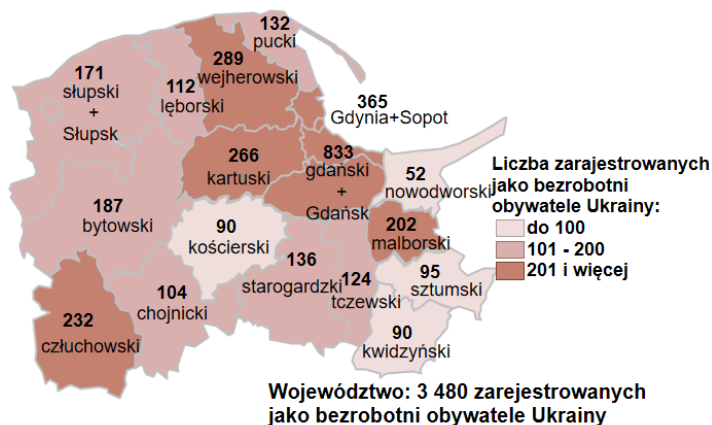 132
pucki
289
wejherowski
171
słupski
+
Słupsk
112
lęborski
365
Gdynia+Sopot
266
kartuski
833
gdański
+
Gdańsk
52
nowodworski
Liczba zarajestrowanych
jako bezrobotni
obywatele Ukrainy:
do 100
101 - 200
201 i więcej
187
bytowski
90
kościerski
202
malborski
136
starogardzki
124
tczewski
95
sztumski
104
chojnicki
232
człuchowski
90
kwidzyński
Województwo: 3 480 zarejestrowanych
jako bezrobotni obywatele Ukrainy